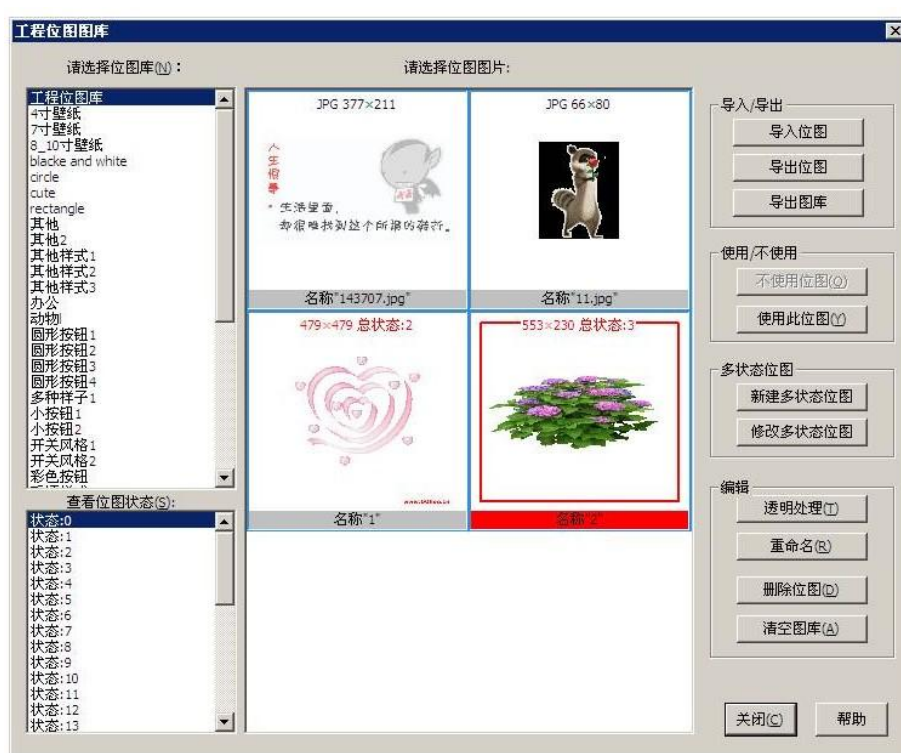 工程位图图库
请选择位图库(N)：
请选择位图图片:
工程位图库
4寸壁纸
7寸壁纸
8_10寸壁纸
blacke and white
circle
cute
rectangle
其他
其他2
其他样式1
其他样式2
其他样式3
办公
动物
圆形按钮1
圆形按钮2
圆形按钮3
圆形按钮4
多种样子1
小按钮1
小按钮2
开关风格1
开关风格2
彩色按钮
查看位图状态(S):
状态:0
状态:1
状态:2
状态:3
状态:4
状态:5
状态:6
状态:7
状态:8
状态:9
状态:10
状态:11
状态:12
状态:13
JPG 377×211
生活里面,
名称"143707.jpg"
JPG 66×80
名称"11.jpg"
479×479 总状态:2
名称"1"
553×230 总状态:3
名称"2"
导入/导出
导入位图
导出位图
导出图库
使用/不使用
不使用位图(O)
使用此位图(Y)
多状态位图
新建多状态位图
修改多状态位图
编辑
透明处理(T)
重命名(R)
删除位图(D)
清空图库(A)
关闭(C)
帮助